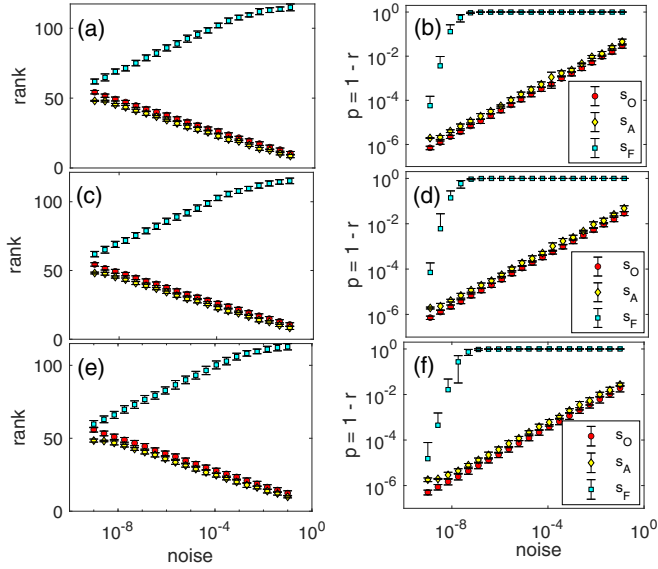 (a)
rank
100
50
0
(b)
p = 1 - r
10^0
10^-2
10^-4
10^-6
s_O
s_A
s_F
(c)
rank
100
50
0
(d)
p = 1 - r
10^0
10^-2
10^-4
10^-6
s_O
s_A
s_F
(e)
rank
100
50
0
10^-8
10^-4
10^0
noise
(f)
p = 1 - r
10^0
10^-2
10^-4
10^-6
s_O
s_A
s_F
10^-8
10^-4
10^0
noise